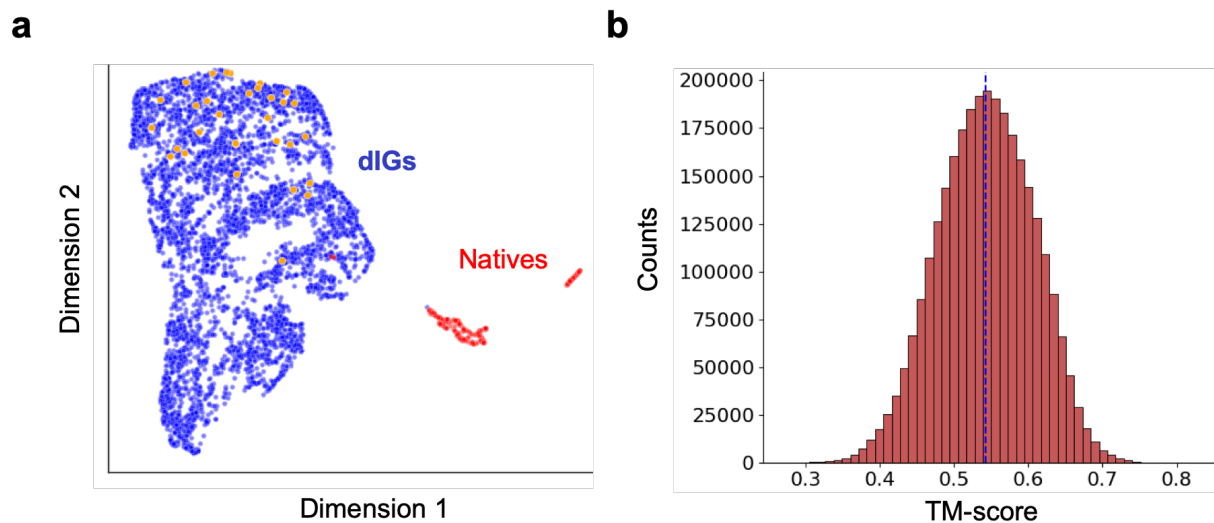 a
dIGs
Natives
Dimension 2
Dimension 1
b
200000
175000
150000
125000
100000
75000
50000
25000
0
Counts
0.3 0.4 0.5 0.6 0.7 0.8
TM-score